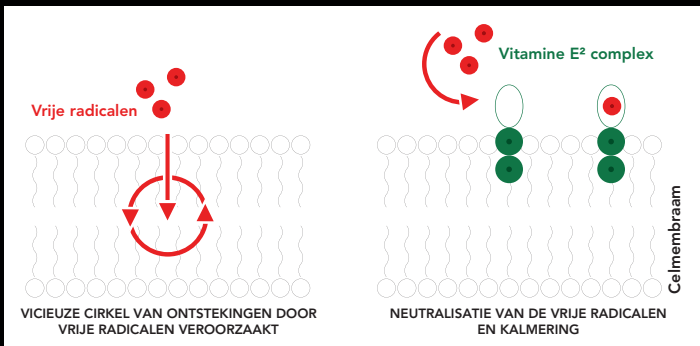 Vrije radicalen
VICIEUZE CIRKEL VAN ONTSTEKINGEN DOOR
VRIJE RADICALEN VEROORZAAKT
Vitamine E² complex
Celmembraam
NEUTRALISATIE VAN DE VRIJE RADICALEN
EN KALMERING